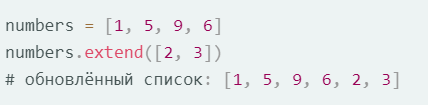 numbers = [1, 5, 9, 6]
numbers.extend([2, 3])
# обновлённый список: [1, 5, 9, 6, 2, 3]